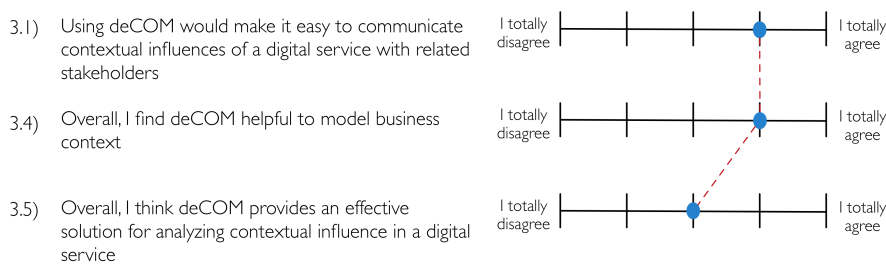 3.1) Using deCOM would make it easy to communicate
contextual influences of a digital service with related
stakeholders
I totally
disagree
I totally
agree
3.4) Overall, I find deCOM helpful to model business
context
I totally
disagree
I totally
agree
3.5) Overall, I think deCOM provides an effective
solution for analyzing contextual influence in a digital
service
I totally
disagree
I totally
agree